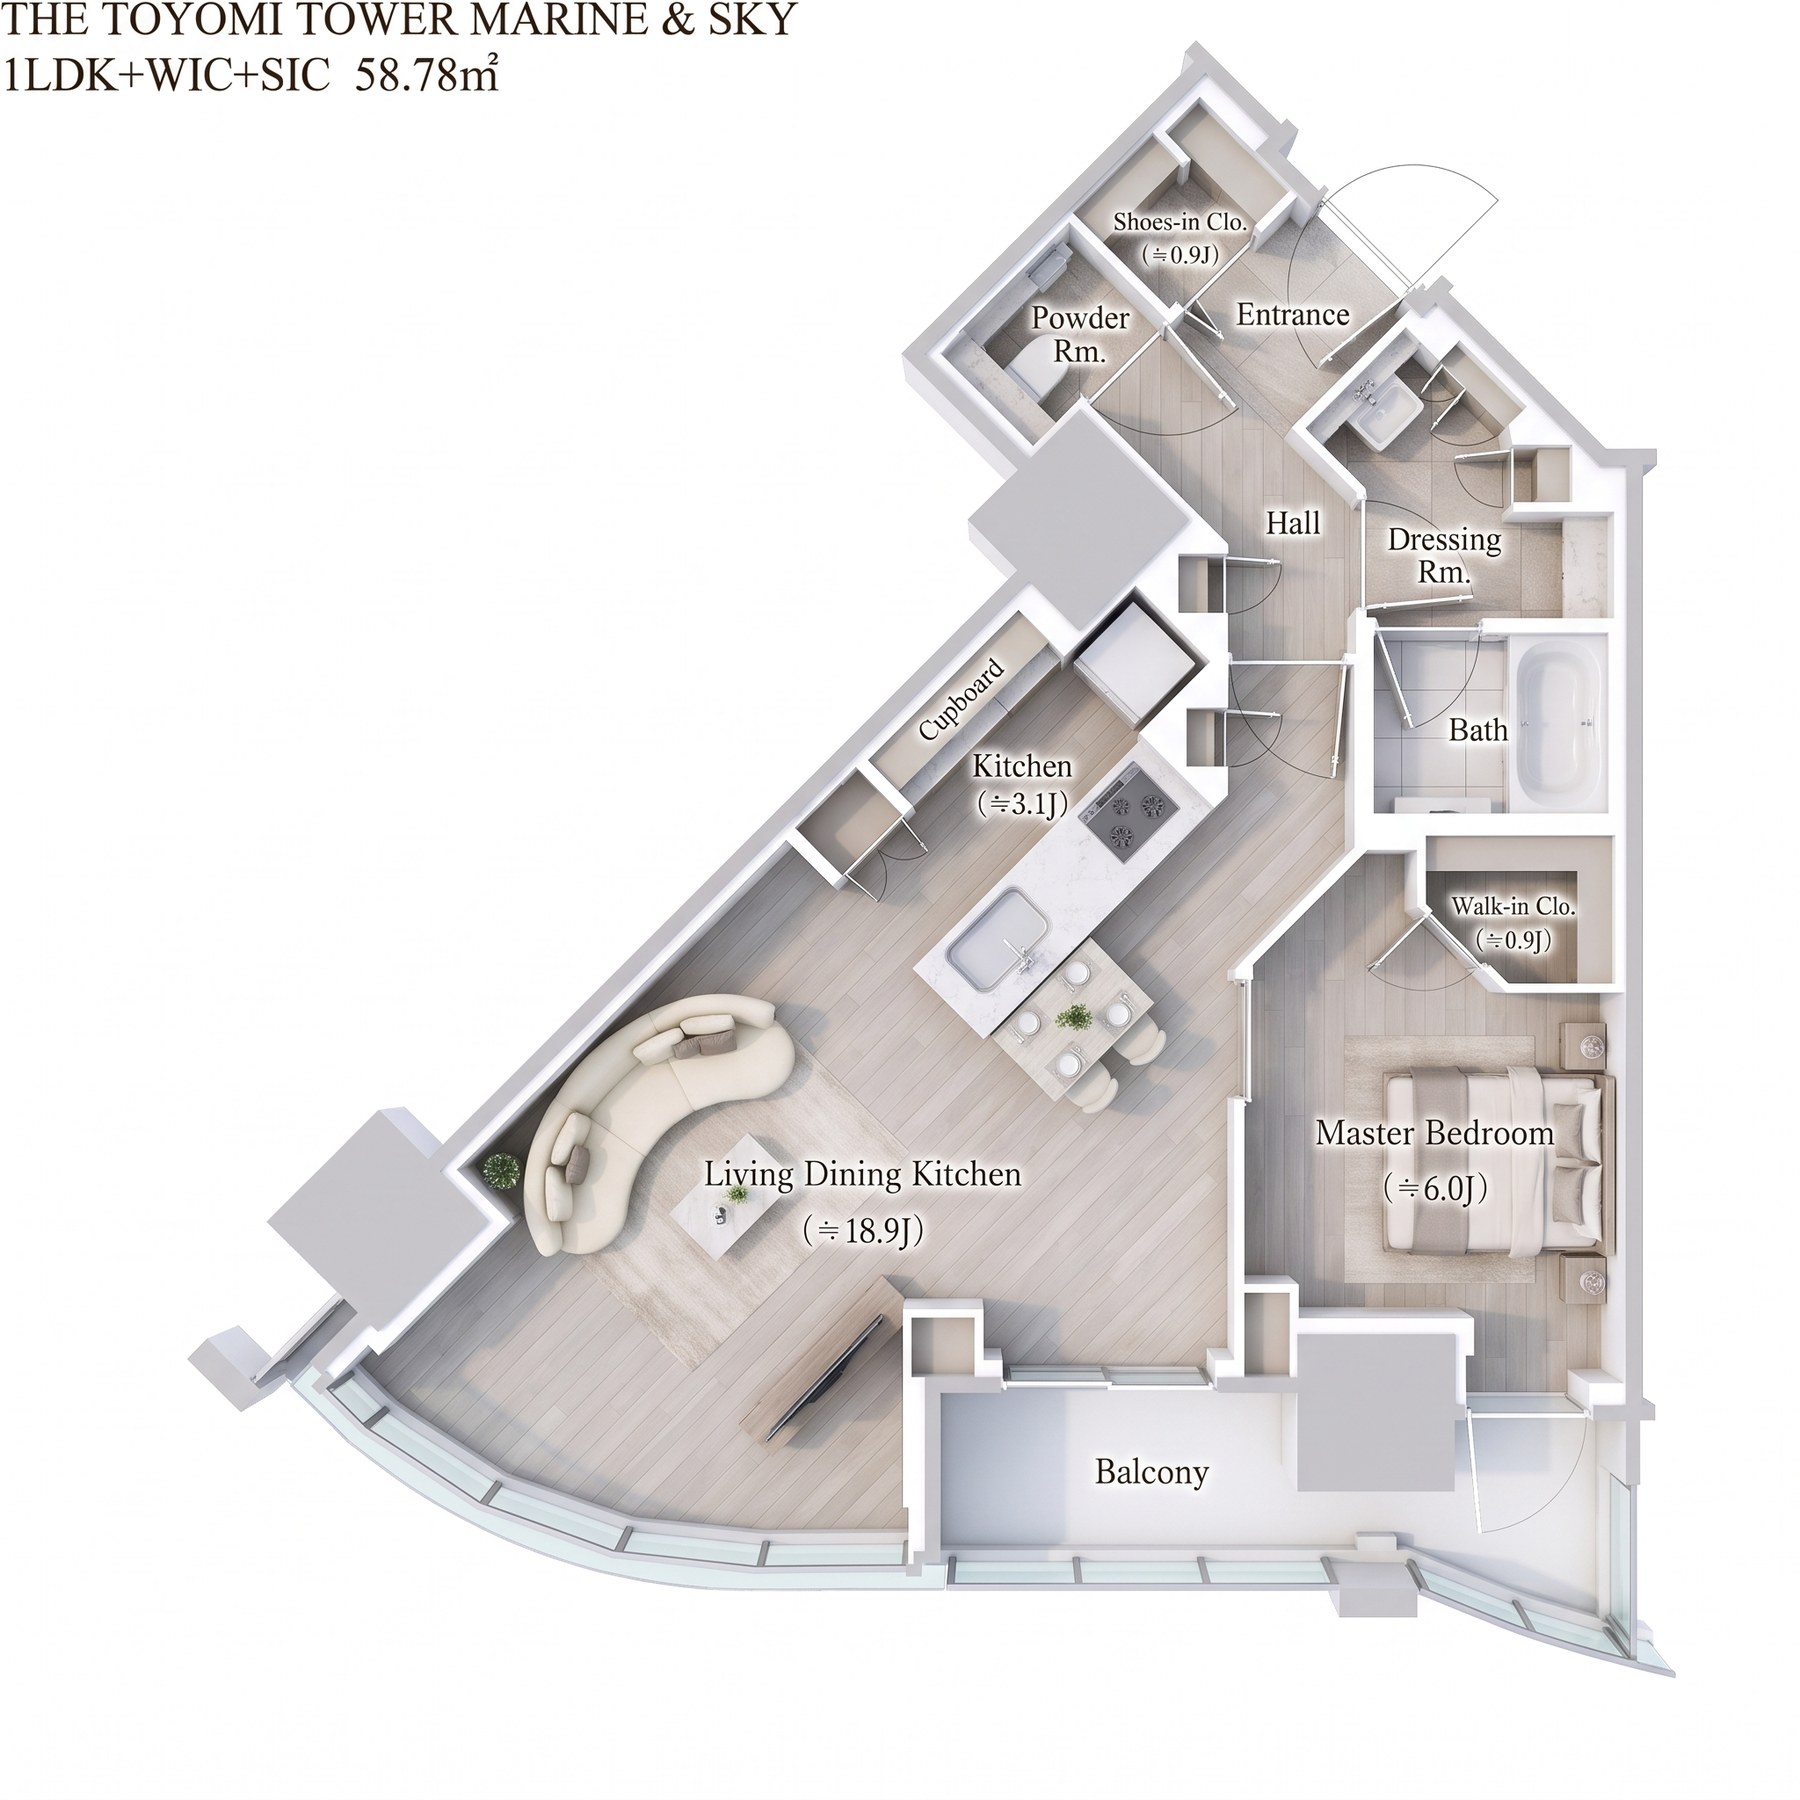 THE TOYOMI TOWER MARINE & SKY
1LDK+WIC+SIC 58.78㎡
Shoes-in Clo.
(≒0.9J)
Powder
Rm.
Entrance
Hall
Dressing
Rm.
Cupboard
Kitchen
(≒3.1J)
Bath
Walk-in Clo.
(≒0.9J)
Master Bedroom
(≒6.0J)
Living Dining Kitchen
(≒18.9J)
Balcony